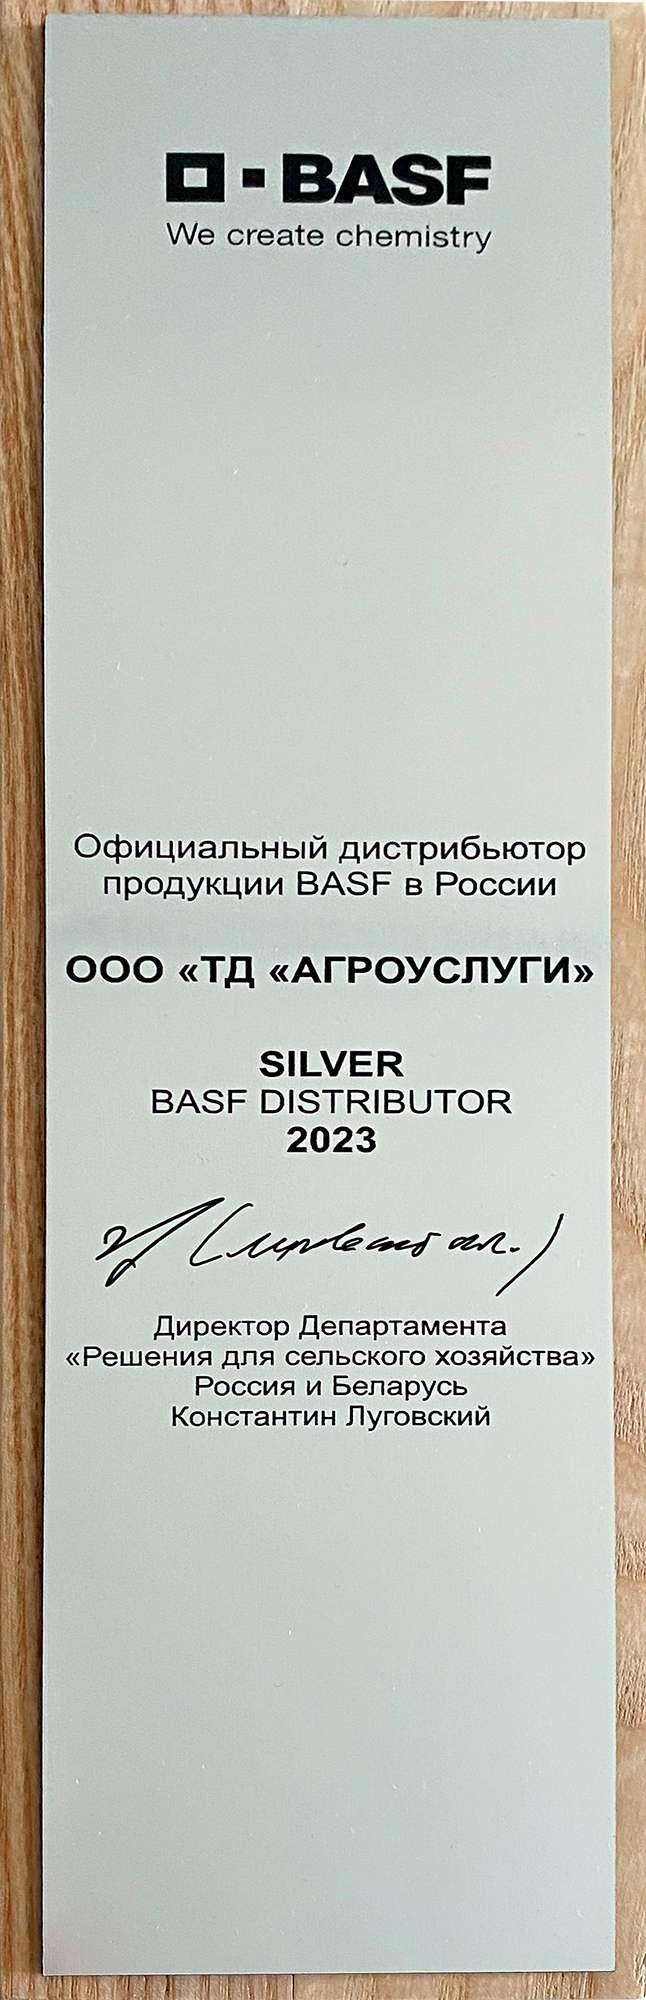 BASF
We create chemistry
Официальный дистрибьютор
продукции BASF в России
ООО «ТД «АГРОУСЛУГИ»
SILVER
BASF DISTRIBUTOR
2023
Директор Департамента
«Решения для сельского хозяйства»
Россия и Беларусь
Константин Луговский